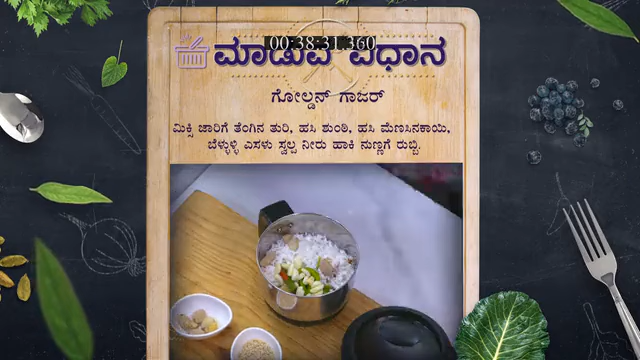 00:38:31.360
ಮಾಡುವ ವಿಧಾನ
ಗೋಲ್ಡನ್ ಗಾಜರ್
ಮಿಕ್ಸಿ ಜಾರಿಗೆ ತೆಂಗಿನ ತುರಿ, ಹಸಿ ಶುಂಠಿ, ಹಸಿ ಮೆಣಸಿನಕಾಯಿ,
ಬೆಳ್ಳುಳ್ಳಿ ಎಸಳು ಸ್ವಲ್ಪ ನೀರು ಹಾಕಿ ನುಣ್ಣಗೆ ರುಬ್ಬಿ.